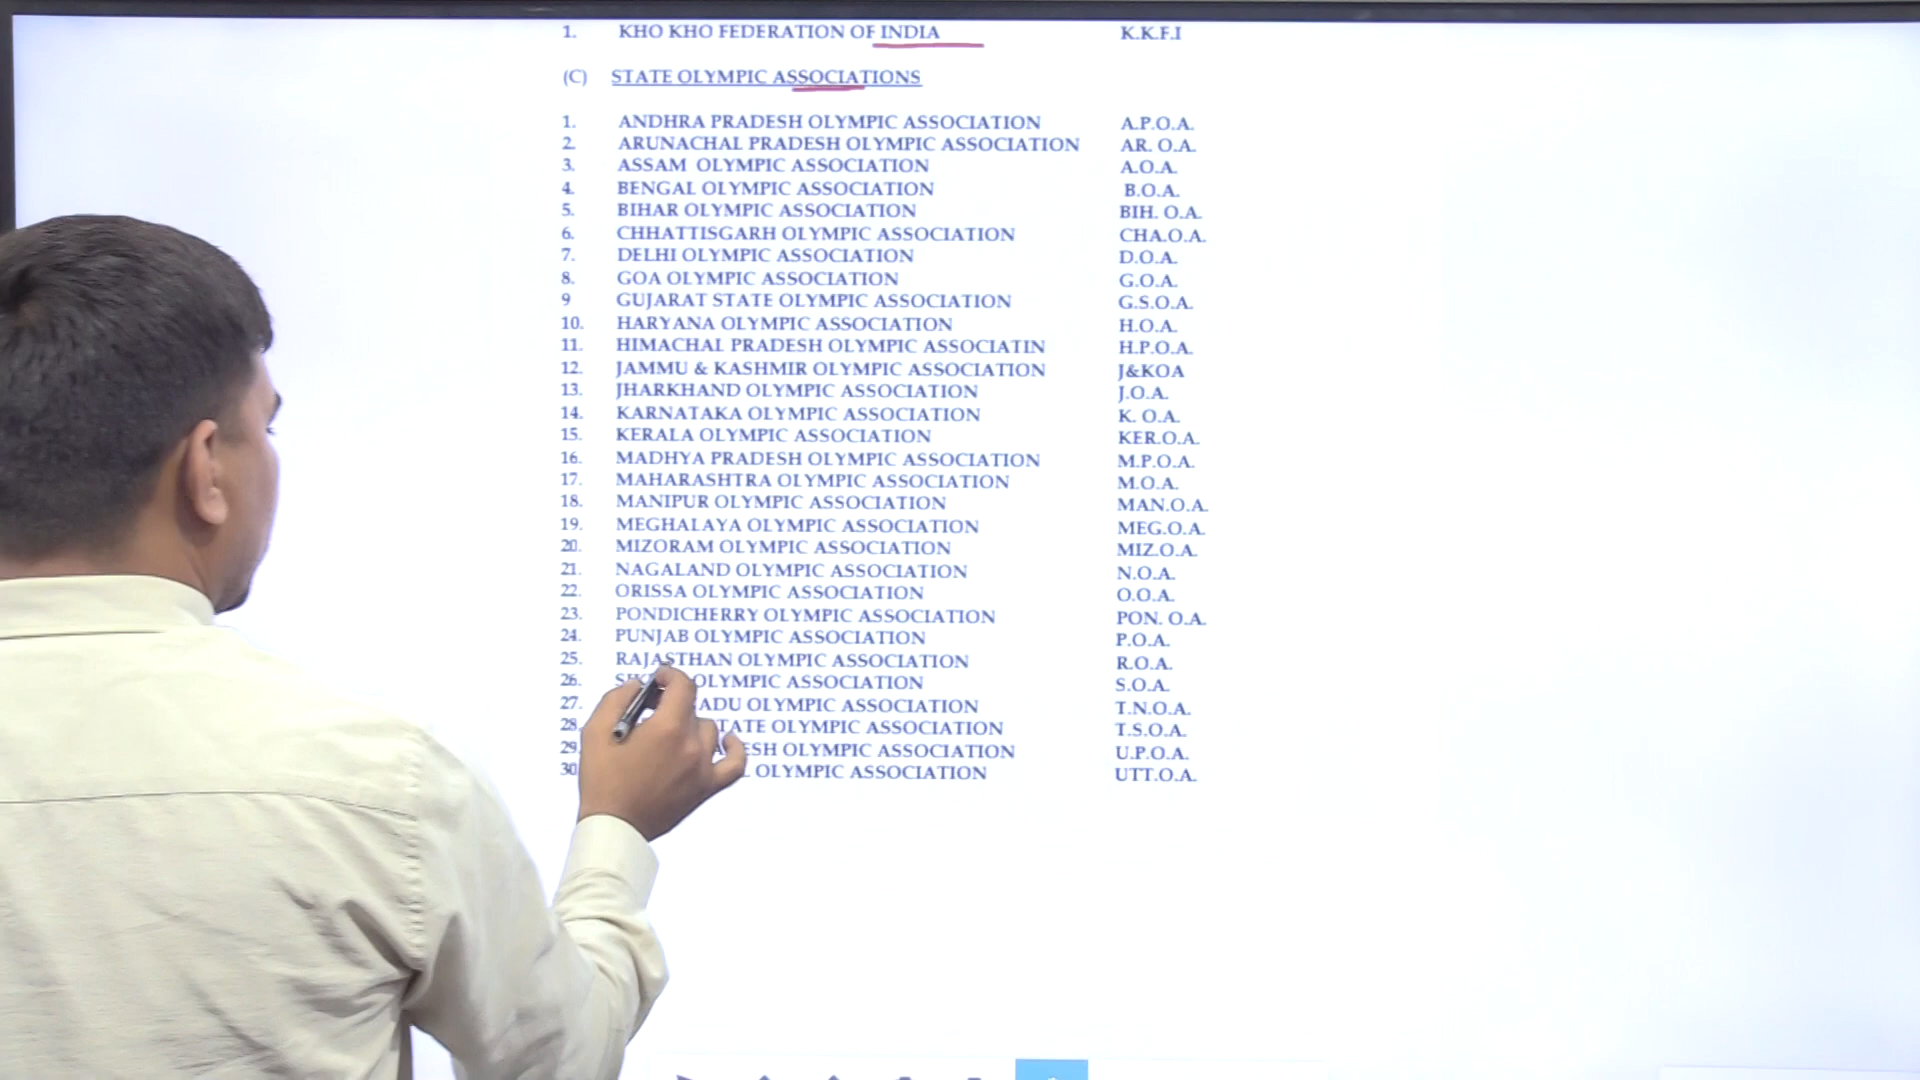 1. KHO KHO FEDERATION OF INDIA K.K.F.I
(C) STATE OLYMPIC ASSOCIATIONS
1. ANDHRA PRADESH OLYMPIC ASSOCIATION A.P.O.A.
2. ARUNACHAL PRADESH OLYMPIC ASSOCIATION AR. O.A.
3. ASSAM OLYMPIC ASSOCIATION A.O.A.
4. BENGAL OLYMPIC ASSOCIATION B.O.A.
5. BIHAR OLYMPIC ASSOCIATION BIH. O.A.
6. CHHATTISGARH OLYMPIC ASSOCIATION CHA.O.A.
7. DELHI OLYMPIC ASSOCIATION D.O.A.
8. GOA OLYMPIC ASSOCIATION G.O.A.
9 GUJARAT STATE OLYMPIC ASSOCIATION G.S.O.A.
10. HARYANA OLYMPIC ASSOCIATION H.O.A.
11. HIMACHAL PRADESH OLYMPIC ASSOCIATIN H.P.O.A.
12. JAMMU & KASHMIR OLYMPIC ASSOCIATION J&KOA
13. JHARKHAND OLYMPIC ASSOCIATION J.O.A.
14. KARNATAKA OLYMPIC ASSOCIATION K. O.A.
15. KERALA OLYMPIC ASSOCIATION KER.O.A.
16. MADHYA PRADESH OLYMPIC ASSOCIATION M.P.O.A.
17. MAHARASHTRA OLYMPIC ASSOCIATION M.O.A.
18. MANIPUR OLYMPIC ASSOCIATION MAN.O.A.
19. MEGHALAYA OLYMPIC ASSOCIATION MEG.O.A.
20. MIZORAM OLYMPIC ASSOCIATION MIZ.O.A.
21. NAGALAND OLYMPIC ASSOCIATION N.O.A.
22. ORISSA OLYMPIC ASSOCIATION O.O.A.
23. PONDICHERRY OLYMPIC ASSOCIATION PON. O.A.
24. PUNJAB OLYMPIC ASSOCIATION P.O.A.
25. RAJASTHAN OLYMPIC ASSOCIATION R.O.A.
26. OLYMPIC ASSOCIATION S.O.A.
27. OLYMPIC ASSOCIATION T.N.O.A.
28. OLYMPIC ASSOCIATION T.S.O.A.
29. OLYMPIC ASSOCIATION U.P.O.A.
30 OLYMPIC ASSOCIATION UTT.O.A.